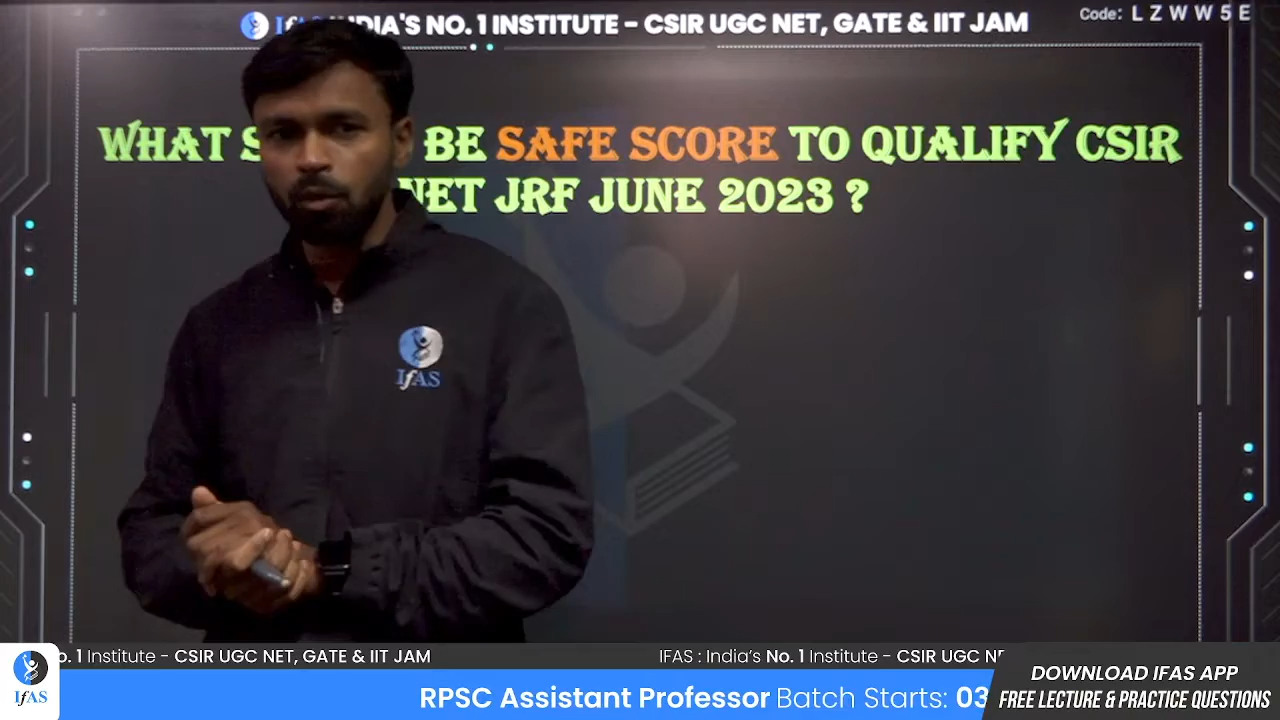 IfAS INDIA'S NO. 1 INSTITUTE - CSIR UGC NET, GATE & IIT JAM
Code: L Z W W 5 E
WHAT BE SAFE SCORE TO QUALIFY CSIR
NET JRF JUNE 2023 ?
IfAS
No. 1 Institute - CSIR UGC NET, GATE & IIT JAM
IFAS : India's No. 1 Institute - CSIR UGC NE
RPSC Assistant Professor Batch Starts: 03
DOWNLOAD IFAS APP
FREE LECTURE & PRACTICE QUESTIONS
IfAS